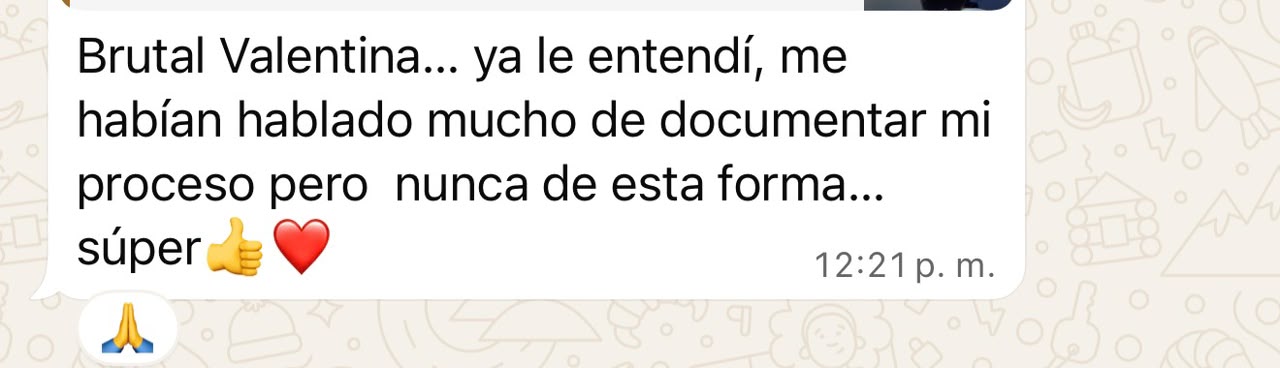 Brutal Valentina... ya le entendí, me
habían hablado mucho de documentar mi
proceso pero  nunca de esta forma...
súper👍❤️
12:21 p. m.
🙏